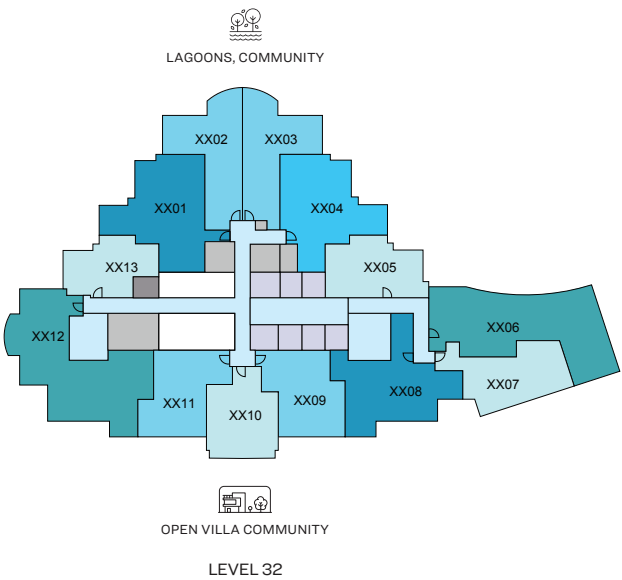 LAGOONS, COMMUNITY
XX02
XX03
XX01
XX04
XX13
XX05
XX12
XX06
XX07
XX08
XX11
XX09
XX10
OPEN VILLA COMMUNITY
LEVEL 32